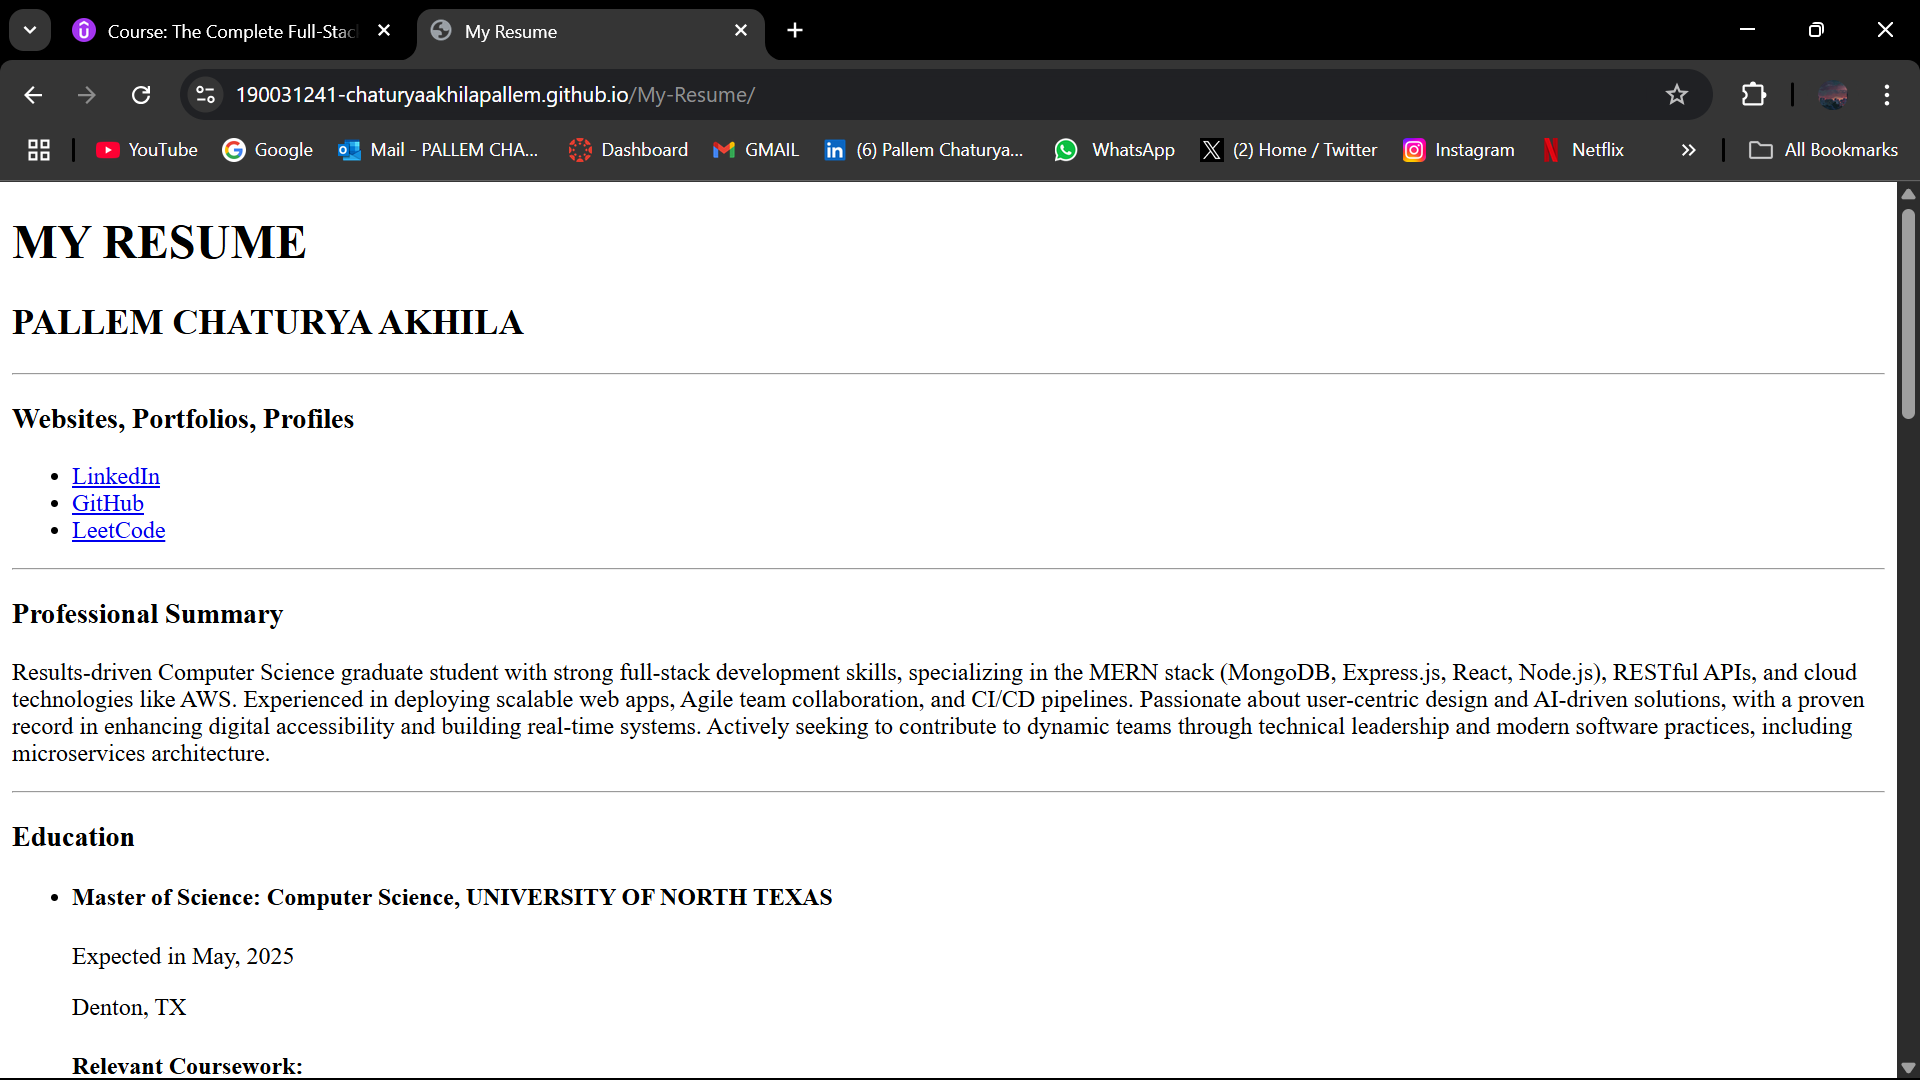 Course: The Complete Full-Stac
My Resume
190031241-chaturyaakhilapallem.github.io/My-Resume/
YouTube
Google
Mail - PALLEM CHA...
Dashboard
GMAIL
(6) Pallem Chaturya...
WhatsApp
(2) Home / Twitter
Instagram
Netflix
All Bookmarks
MY RESUME
PALLEM CHATURYA AKHILA
Websites, Portfolios, Profiles
LinkedIn
GitHub
LeetCode
Professional Summary
Results-driven Computer Science graduate student with strong full-stack development skills, specializing in the MERN stack (MongoDB, Express.js, React, Node.js), RESTful APIs, and cloud
technologies like AWS. Experienced in deploying scalable web apps, Agile team collaboration, and CI/CD pipelines. Passionate about user-centric design and AI-driven solutions, with a proven
record in enhancing digital accessibility and building real-time systems. Actively seeking to contribute to dynamic teams through technical leadership and modern software practices, including
microservices architecture.
Education
Master of Science: Computer Science, UNIVERSITY OF NORTH TEXAS
Expected in May, 2025
Denton, TX
Relevant Coursework: